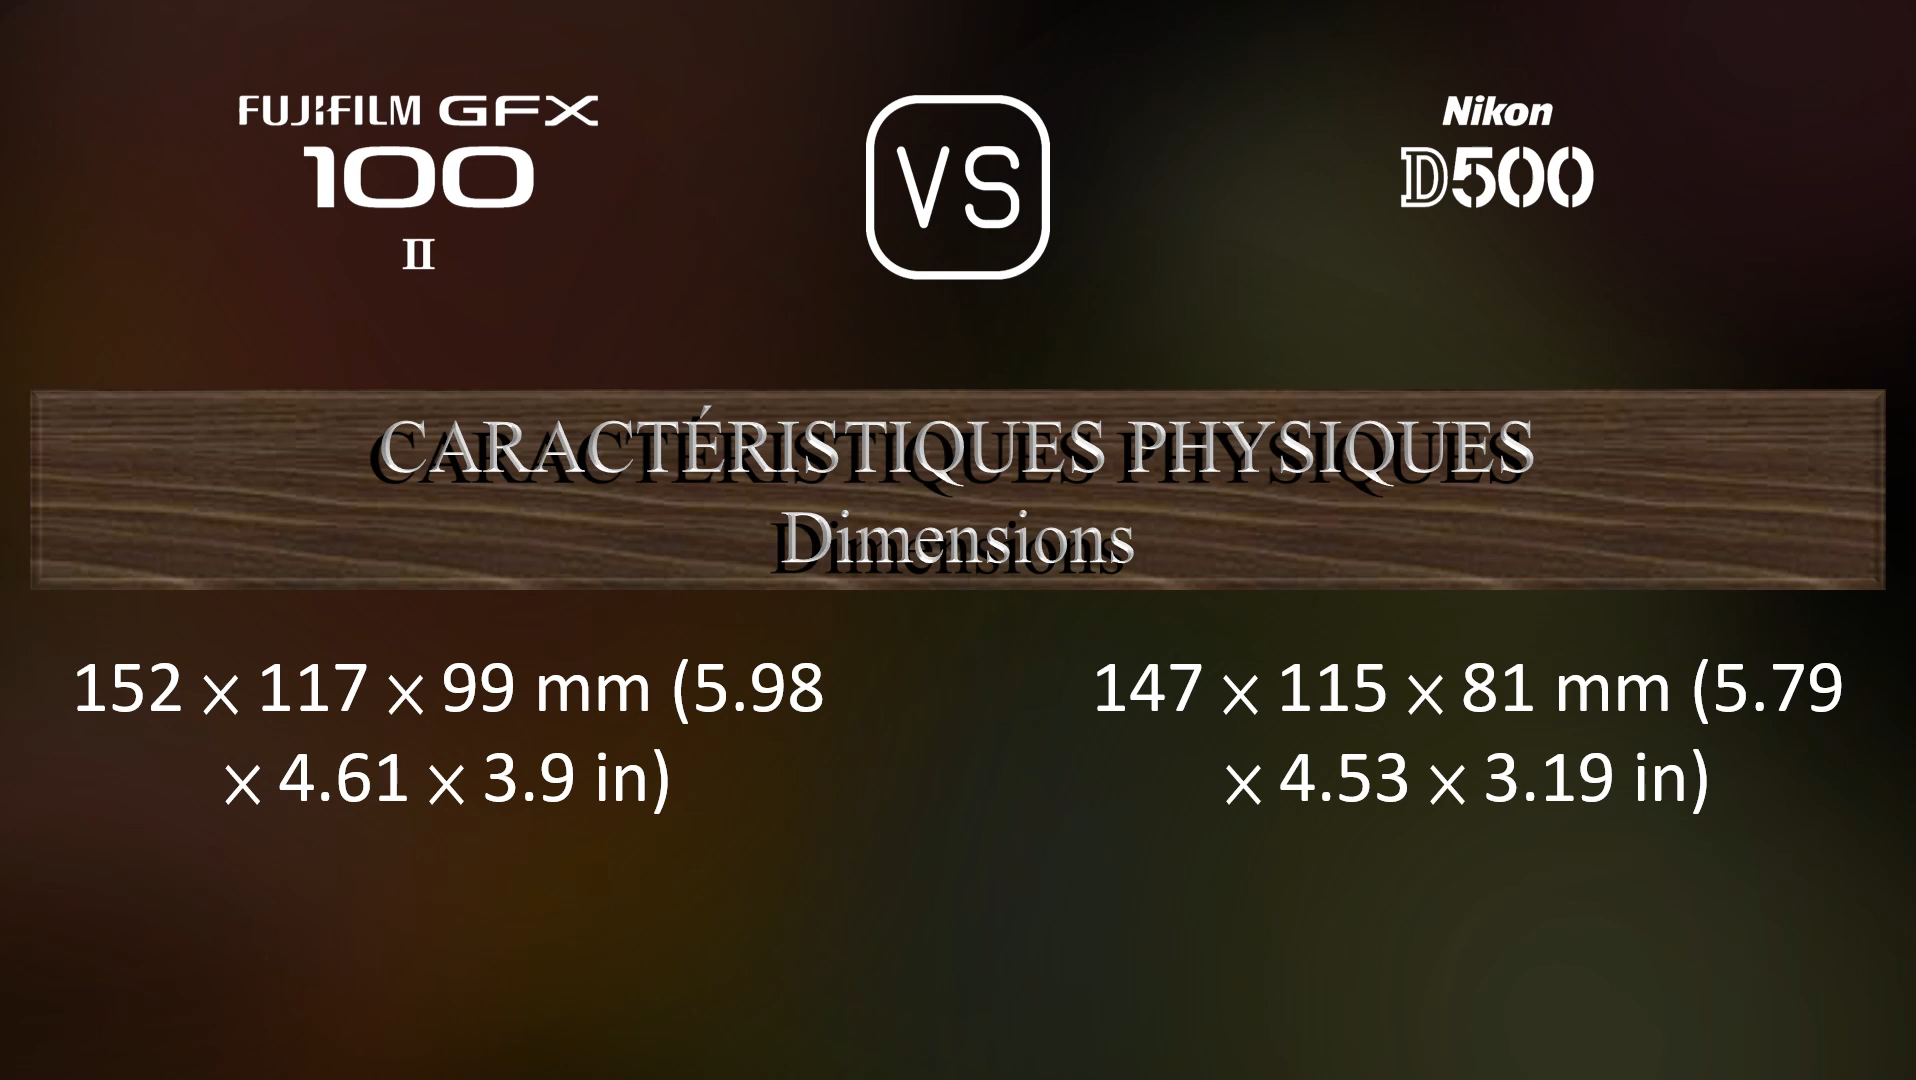 FUJIFILM GFX
100
II
VS
Nikon
D500
CARACTÉRISTIQUES PHYSIQUES
Dimensions
152 x 117 x 99 mm (5.98
x 4.61 x 3.9 in)
147 x 115 x 81 mm (5.79
x 4.53 x 3.19 in)